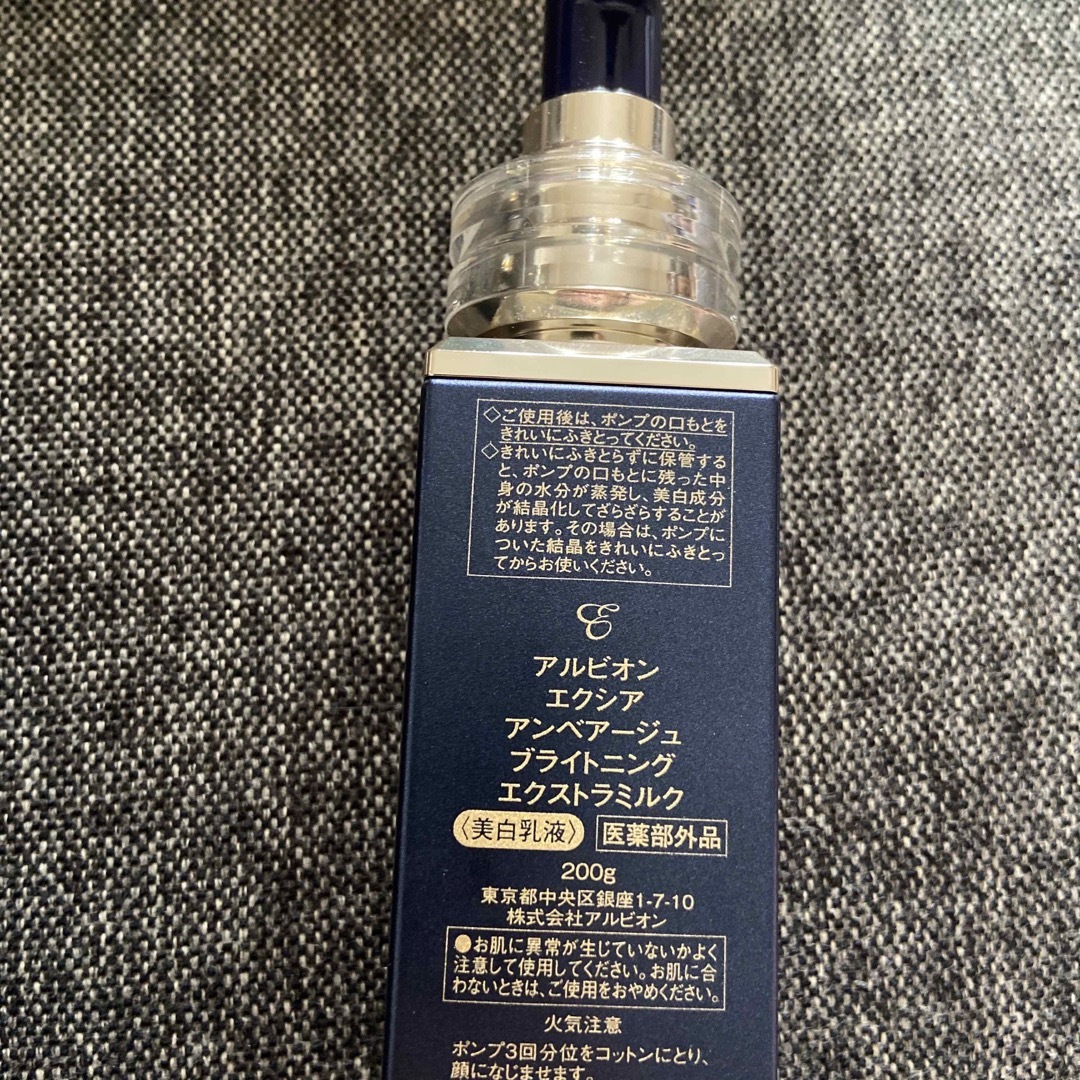 ◇ご使用後は、ポンプの口もとを
きれいにふきとってください。
◇きれいにふきとらずに保管する
と、ポンプの口もとに残った中
身の水分が蒸発し、美白成分
が結晶化してざらざらすることが
あります。その場合は、ポンプに
ついた結晶をきれいにふきとっ
てからお使いください。
E
アルビオン
エクシア
アンベアージュ
ブライトニング
エクストラミルク
〈美白乳液〉 医薬部外品
200g
東京都中央区銀座1-7-10
株式会社アルビオン
●お肌に異常が生じていないかよく
注意して使用してください。お肌に合
わないときは、ご使用をおやめください。
火気注意
ポンプ3回分位をコットンにとり、
顔になじませます。